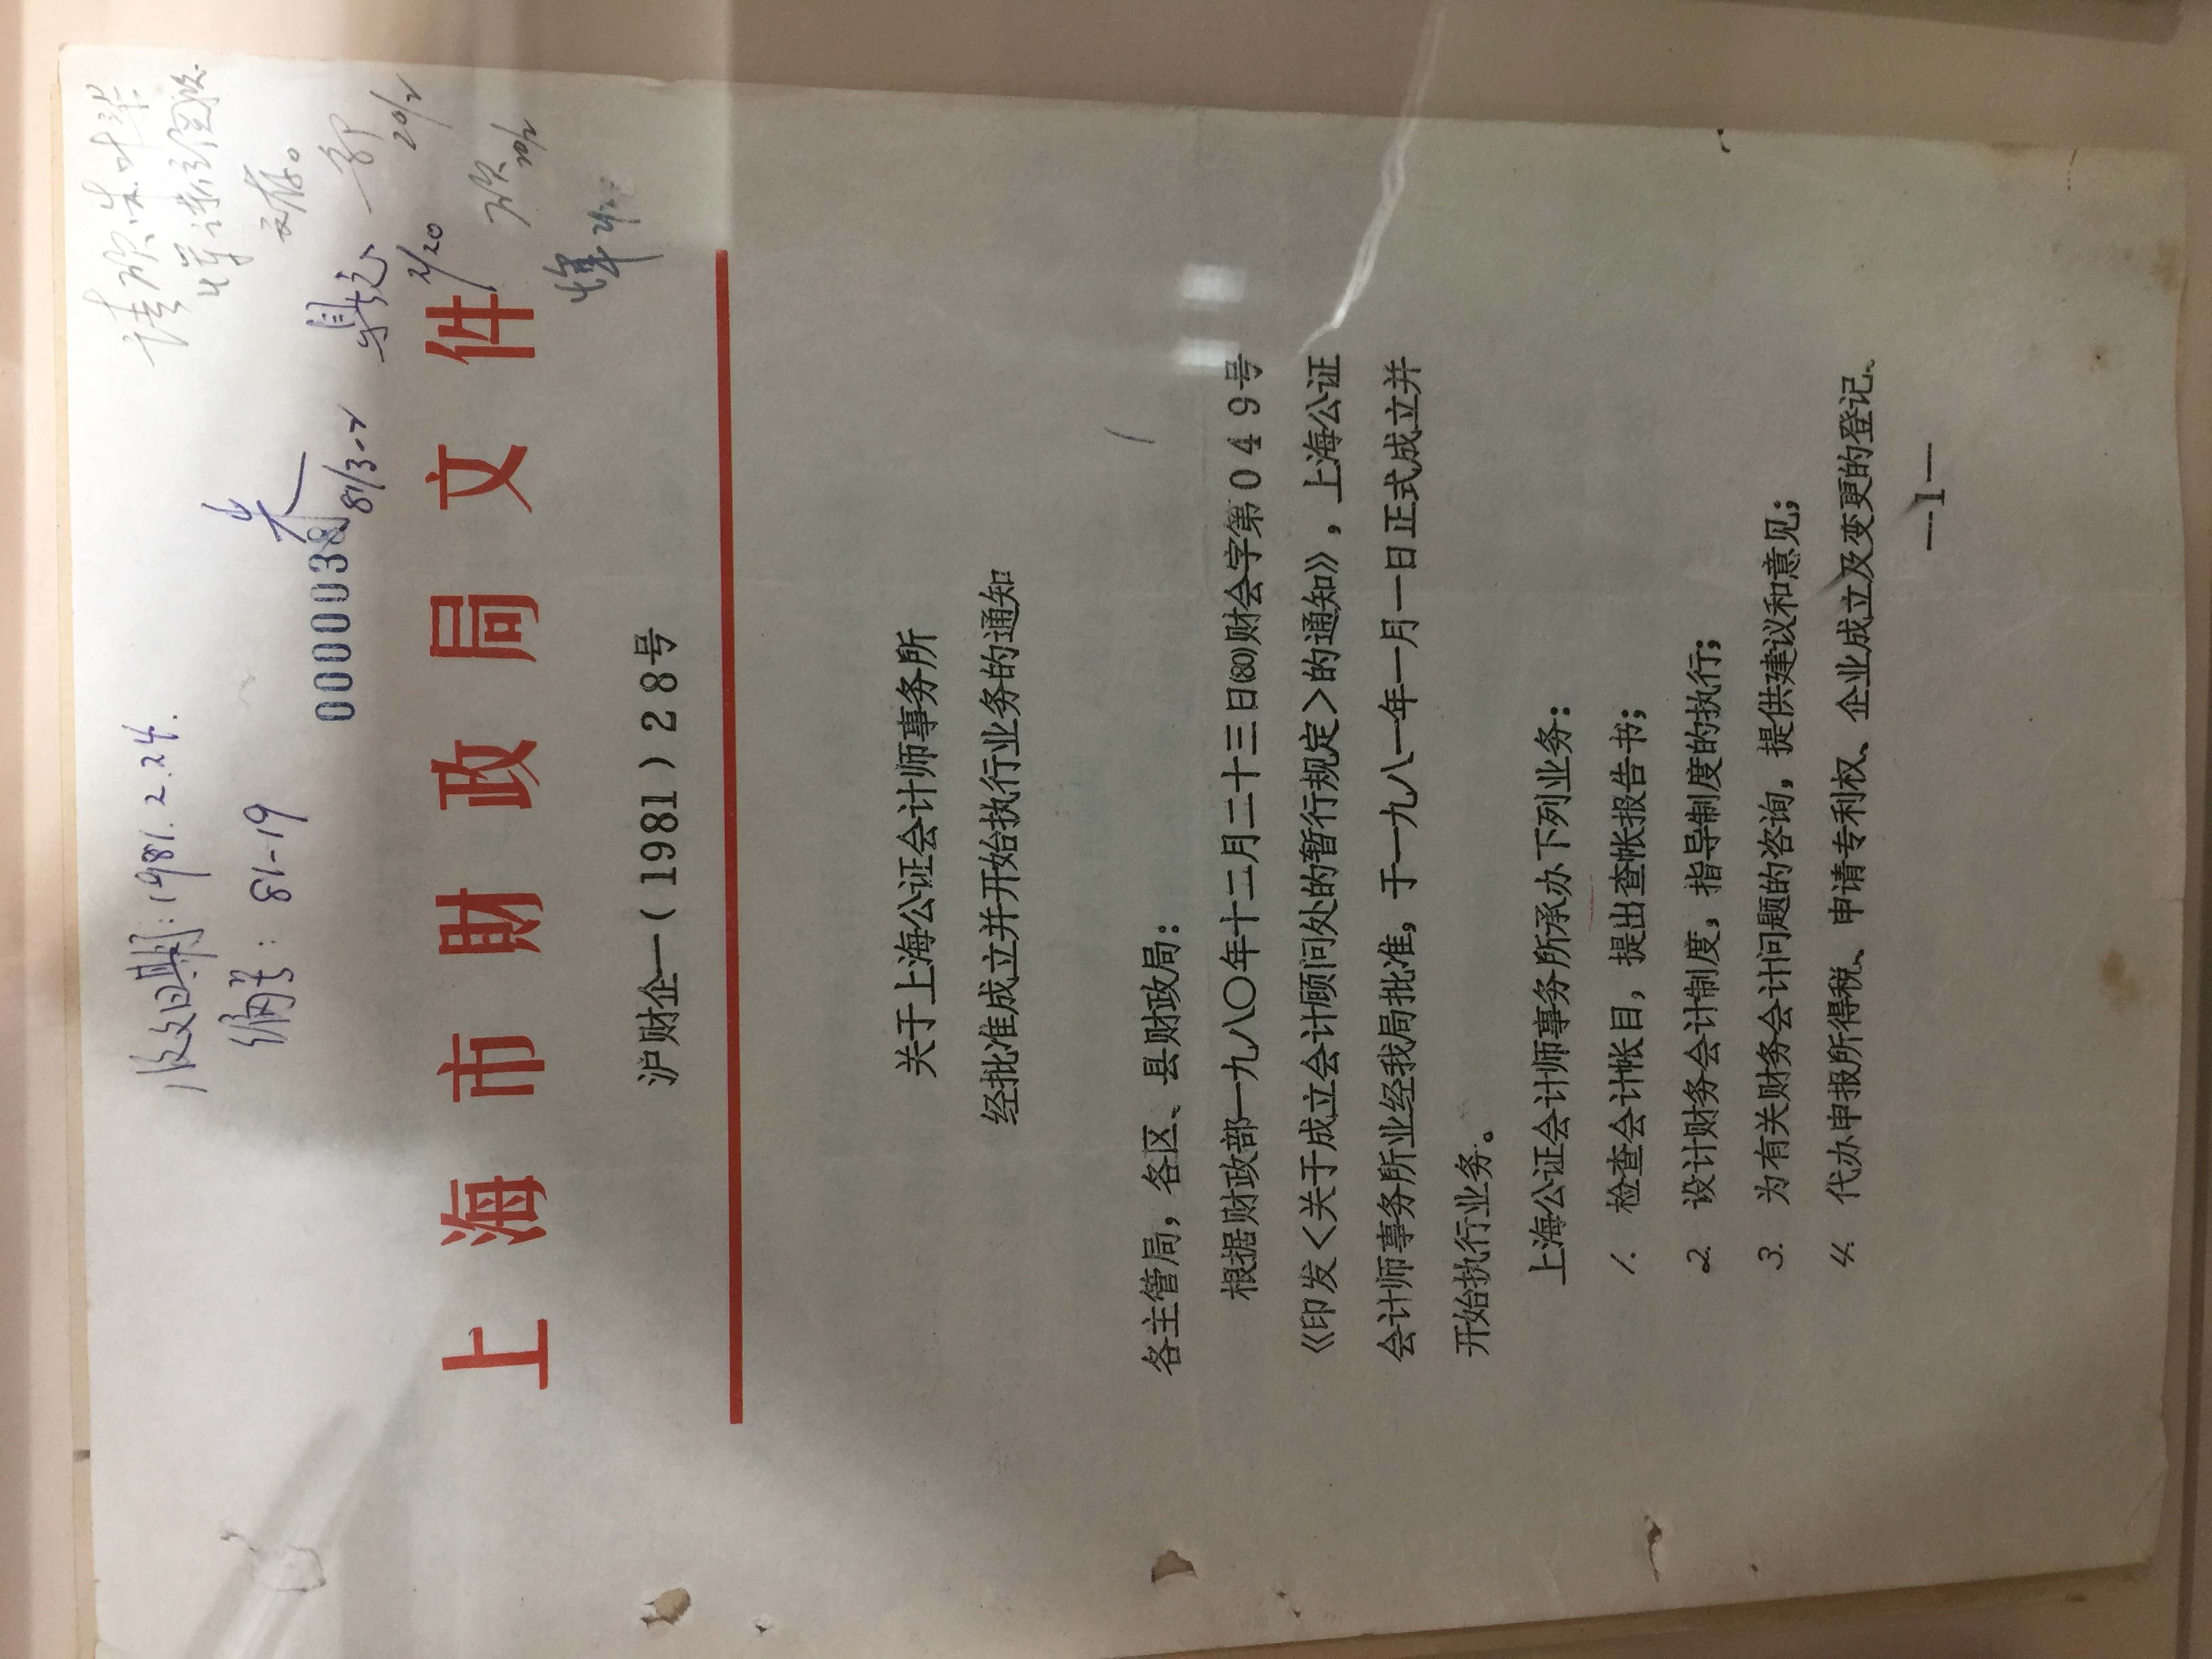 收文日期：1981.2.24.
编号：81-19
00000038
81/3-2
2/20
20/2
上海市財政局文件
沪财企一(1981)28号
关于上海公证会计师事务所
经批准成立并开始执行业务的通知
各主管局，各区、县财政局：
根据财政部一九八〇年十二月二十三日(80)财会字第049号
《印发<关于成立会计顾问处的暂行规定>的通知》，上海公证
会计师事务所业经我局批准，于一九八一年一月一日正式成立并
开始执行业务。
上海公证会计师事务所承办下列业务：
1. 检查会计帐目，提出查帐报告书；
2. 设计财务会计制度，指导制度的执行；
3. 为有关财务会计问题的咨询，提供建议和意见；
4. 代办申报所得税、申请专利权、企业成立及变更的登记、
—1—